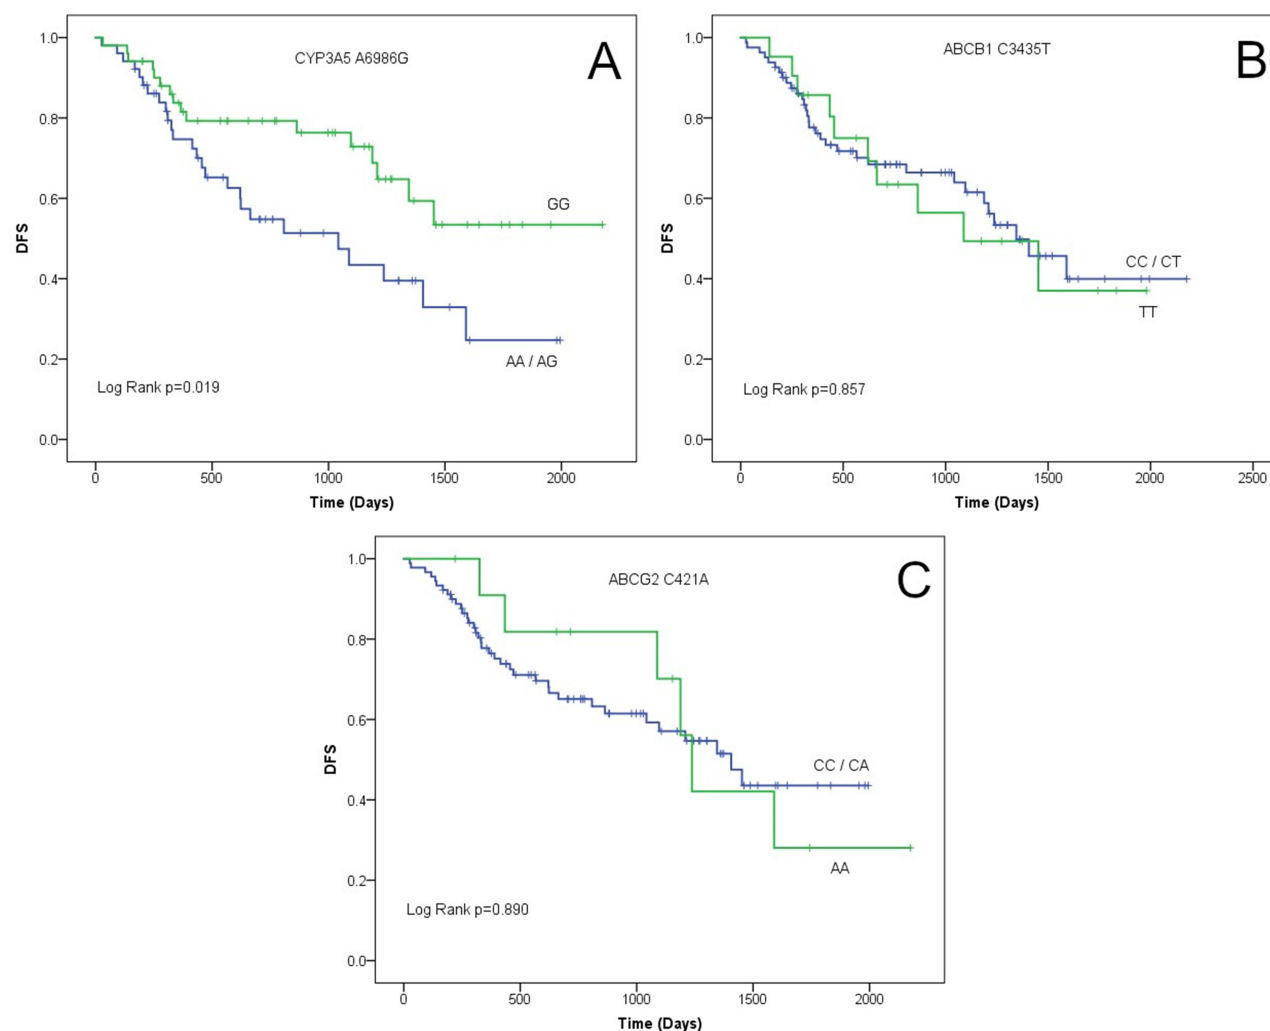 A
CYP3A5 A6986G
1.0
0.8
0.6
0.4
0.2
0.0
DFS
GG
AA / AG
Log Rank p=0.019
0 500 1000 1500 2000
Time (Days)
B
ABCB1 C3435T
1.0
0.8
0.6
0.4
0.2
0.0
DFS
CC / CT
TT
Log Rank p=0.857
0 500 1000 1500 2000 2500
Time (Days)
C
ABCG2 C421A
1.0
0.8
0.6
0.4
0.2
0.0
DFS
CC / CA
AA
Log Rank p=0.890
0 500 1000 1500 2000
Time (Days)